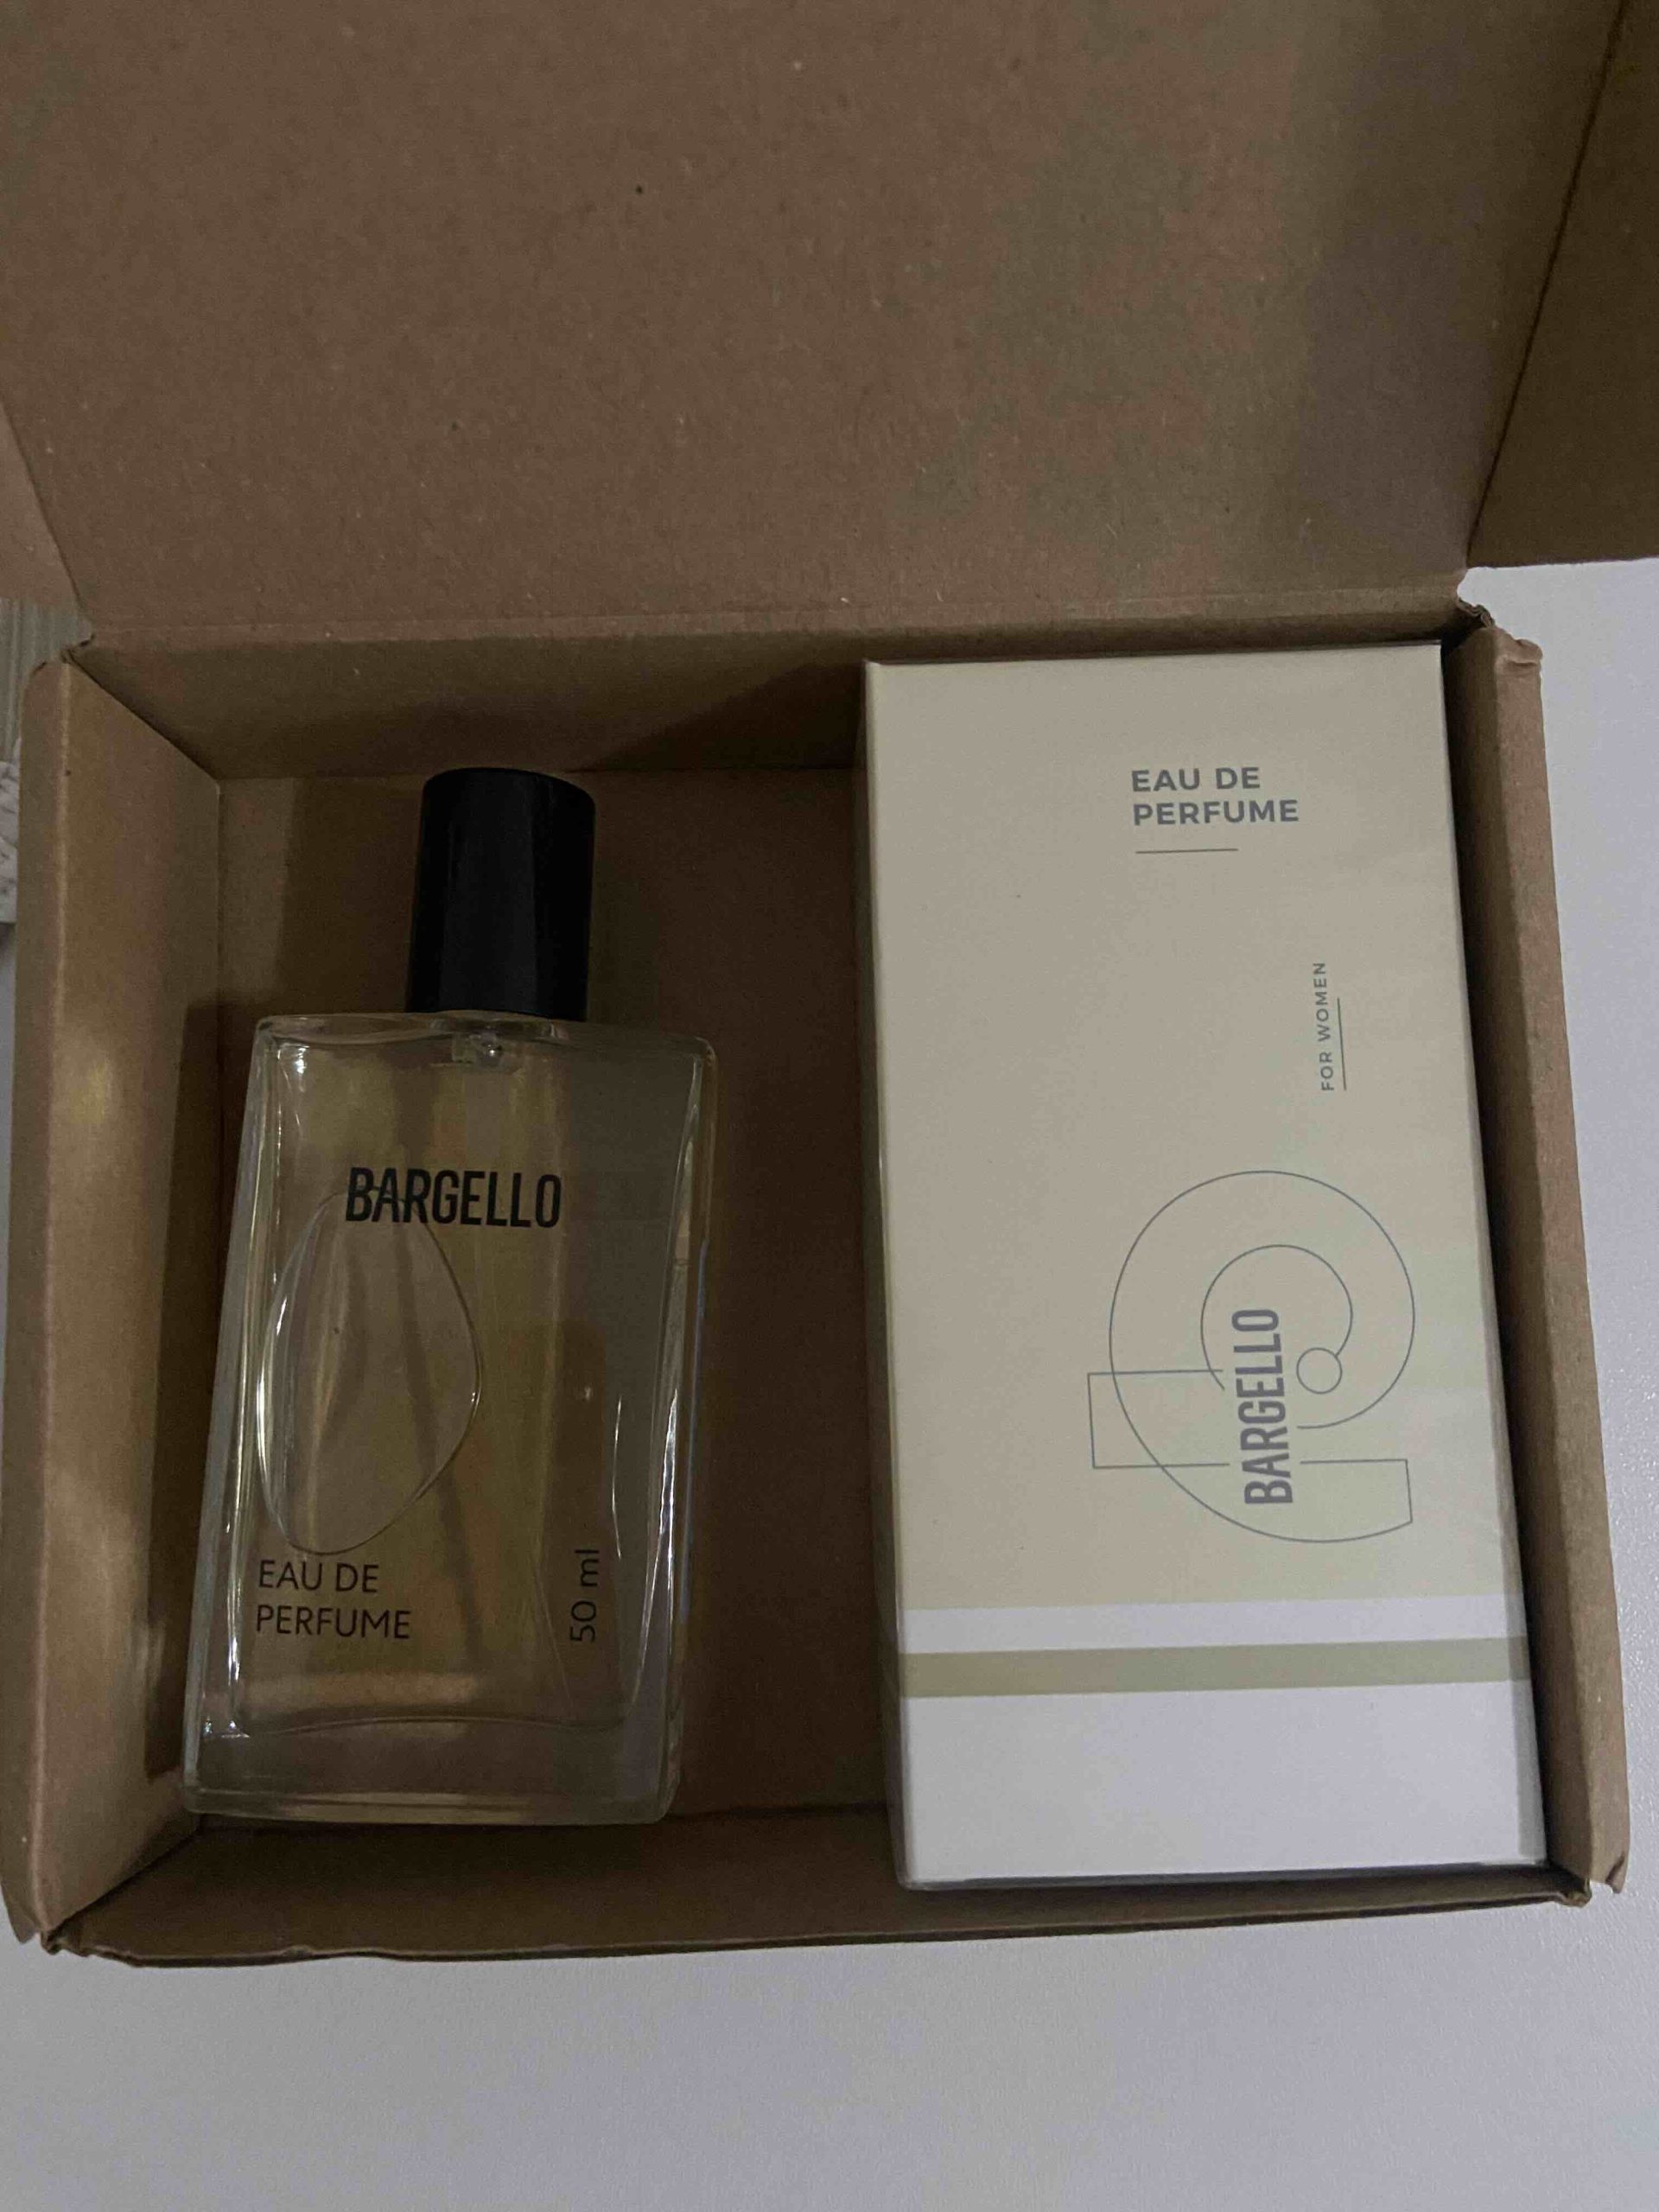 BARGELLO
EAU DE
PERFUME
50 ml
EAU DE
PERFUME
FOR WOMEN
BARGELLO